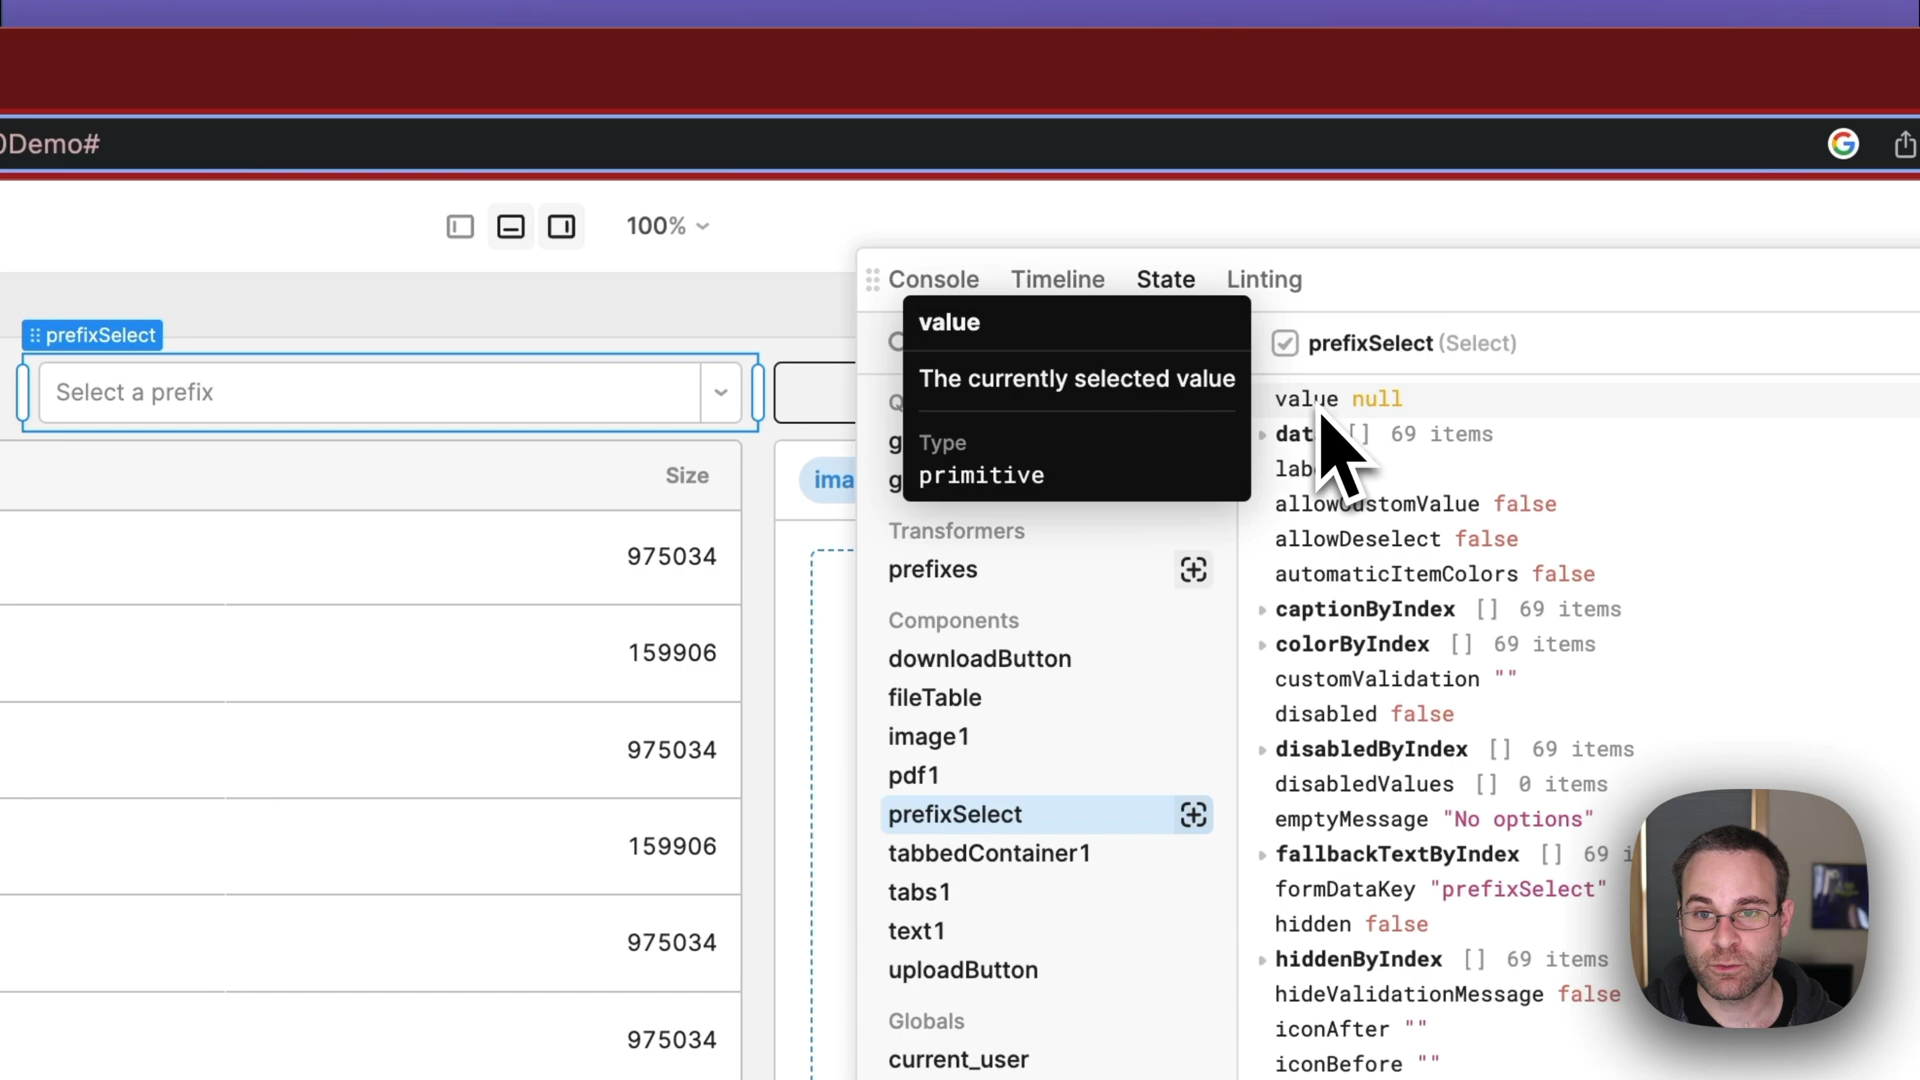 Demo#
100%
Console Timeline State Linting
prefixSelect
value
The currently selected value
Type
primitive
prefixSelect (Select)
Select a prefix
value null
[] 69 items
allowCustomValue false
allowDeselect false
automaticItemColors false
captionByIndex [] 69 items
colorByIndex [] 69 items
customValidation ""
disabled false
disabledByIndex [] 69 items
disabledValues [] 0 items
emptyMessage "No options"
fallbackTextByIndex [] 69
formDataKey "prefixSelect"
hidden false
hiddenByIndex [] 69 items
hideValidationMessage false
iconAfter ""
iconBefore ""
Transformers
prefixes
Components
downloadButton
fileTable
image1
pdf1
prefixSelect
tabbedContainer1
tabs1
text1
uploadButton
Globals
current_user
Size
975034
159906
975034
159906
975034
975034
ima